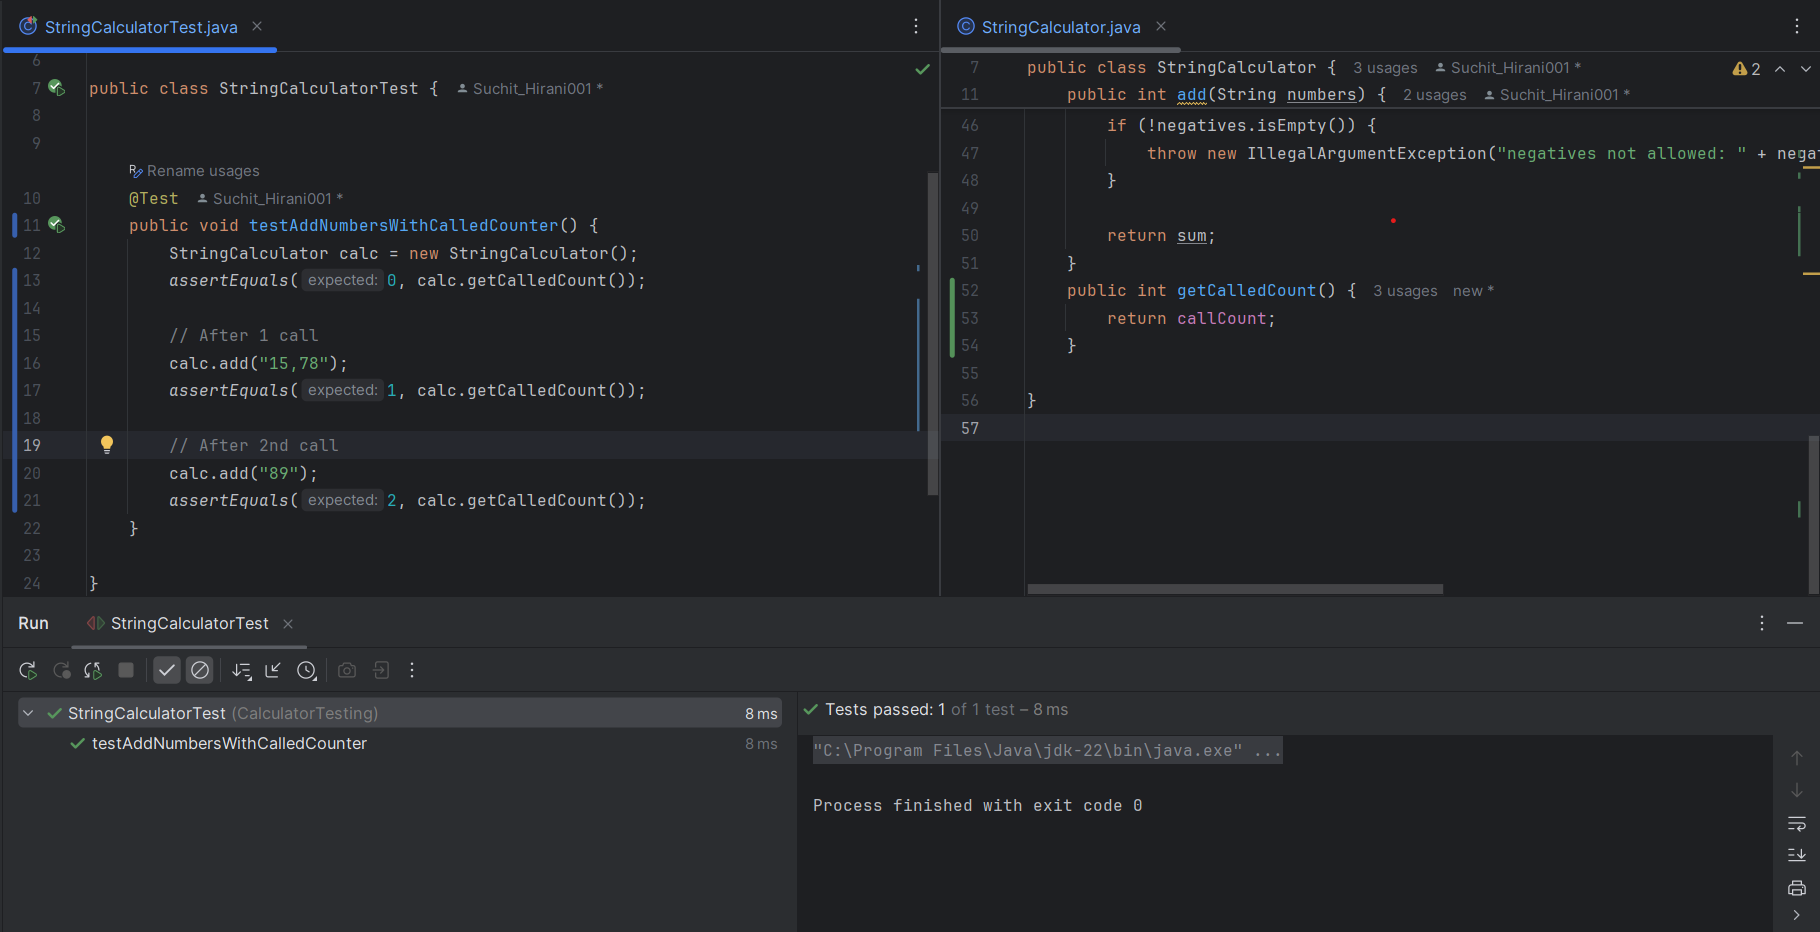 StringCalculatorTest.java
6
7 public class StringCalculatorTest { Suchit_Hirani001 *
8
9
Rename usages
10 @Test Suchit_Hirani001 *
11 public void testAddNumbersWithCalledCounter() {
12 StringCalculator calc = new StringCalculator();
13 assertEquals( expected: 0, calc.getCalledCount());
14
15 // After 1 call
16 calc.add("15,78");
17 assertEquals( expected: 1, calc.getCalledCount());
18
19 // After 2nd call
20 calc.add("89");
21 assertEquals( expected: 2, calc.getCalledCount());
22 }
23
24 }
StringCalculator.java
7 public class StringCalculator { 3 usages Suchit_Hirani001 *
2
11 public int add(String numbers) { 2 usages Suchit_Hirani001 *
46 if (!negatives.isEmpty()) {
47 throw new IllegalArgumentException("negatives not allowed: " + negat
48 }
49
50 return sum;
51 }
52 public int getCalledCount() { 3 usages new *
53 return callCount;
54 }
55
56 }
57
Run StringCalculatorTest
StringCalculatorTest (CalculatorTesting) 8 ms
testAddNumbersWithCalledCounter 8 ms
Tests passed: 1 of 1 test – 8 ms
"C:\Program Files\Java\jdk-22\bin\java.exe" ...
Process finished with exit code 0